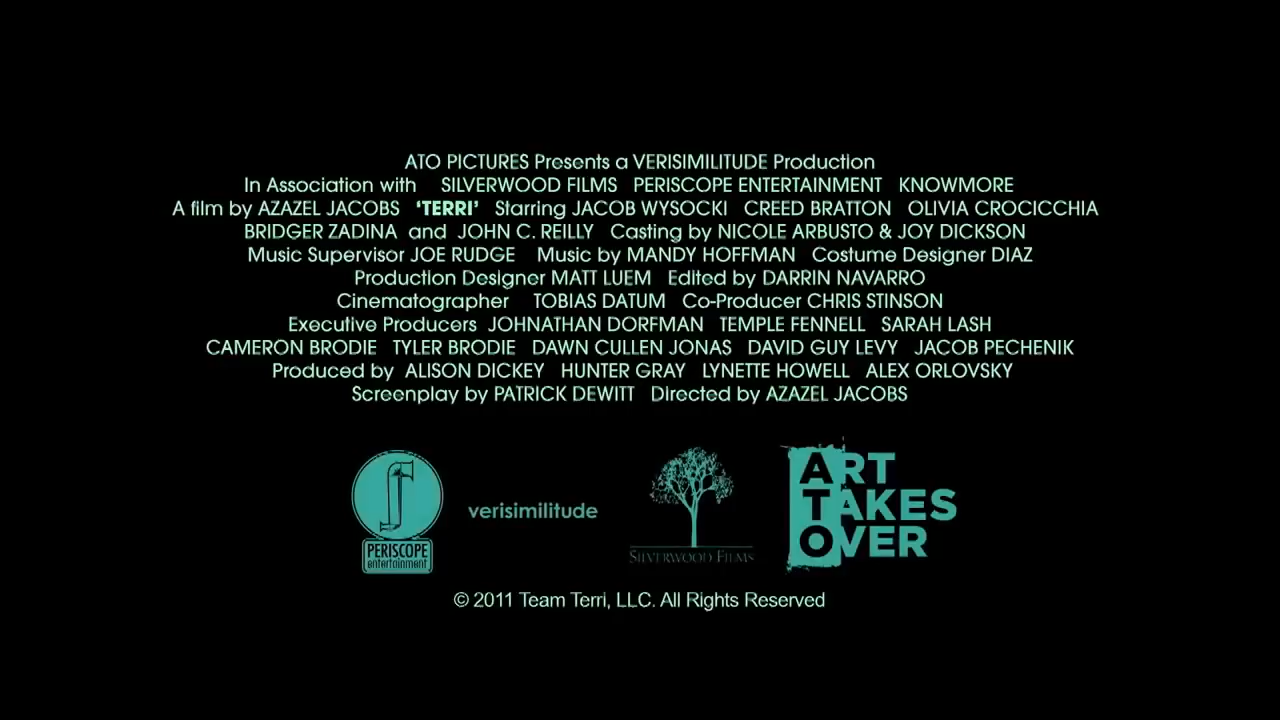 ATO PICTURES Presents a VERISIMILITUDE Production
In Association with SILVERWOOD FILMS PERISCOPE ENTERTAINMENT KNOWMORE
A film by AZAZEL JACOBS ‘TERRI’ Starring JACOB WYSOCKI CREED BRATTON OLIVIA CROCICCHIA
BRIDGER ZADINA and JOHN C. REILLY Casting by NICOLE ARBUSTO & JOY DICKSON
Music Supervisor JOE RUDGE Music by MANDY HOFFMAN Costume Designer DIAZ
Production Designer MATT LUEM Edited by DARRIN NAVARRO
Cinematographer TOBIAS DATUM Co-Producer CHRIS STINSON
Executive Producers JOHNATHAN DORFMAN TEMPLE FENNELL SARAH LASH
CAMERON BRODIE TYLER BRODIE DAWN CULLEN JONAS DAVID GUY LEVY JACOB PECHENIK
Produced by ALISON DICKEY HUNTER GRAY LYNETTE HOWELL ALEX ORLOVSKY
Screenplay by PATRICK DEWITT Directed by AZAZEL JACOBS
PERISCOPE
entertainment
verisimilitude
SILVERWOOD FILMS
ART
TAKES
OVER
© 2011 Team Terri, LLC. All Rights Reserved